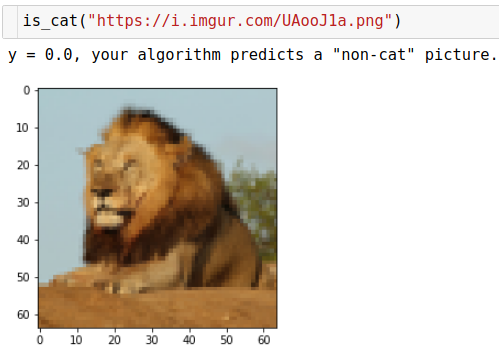 is_cat("https://i.imgur.com/UAooJ1a.png")
y = 0.0, your algorithm predicts a "non-cat" picture.
0
10
20
30
40
50
60
0 10 20 30 40 50 60